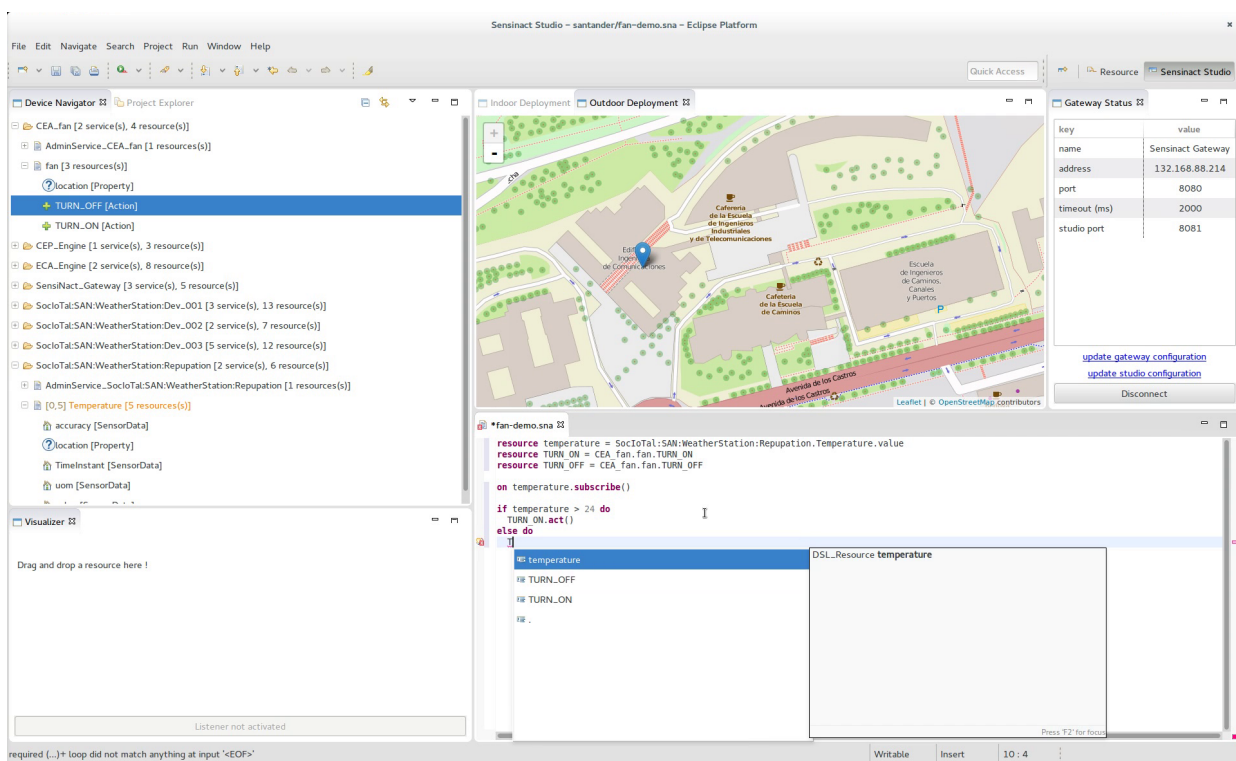 Sensinact Studio – santander/fan-demo.sna – Eclipse Platform
File Edit Navigate Search Project Run Window Help
Quick Access
Resource
Sensinact Studio
Device Navigator
Project Explorer
CEA_fan [2 service(s), 4 resource(s)]
AdminService_CEA_fan [1 resources(s)]
fan [3 resources(s)]
location [Property]
TURN_OFF [Action]
TURN_ON [Action]
CEP_Engine [1 service(s), 3 resource(s)]
ECA_Engine [2 service(s), 8 resource(s)]
SensiNact_Gateway [3 service(s), 5 resource(s)]
SocIoTal:SAN:WeatherStation:Dev_001 [3 service(s), 13 resource(s)]
SocIoTal:SAN:WeatherStation:Dev_002 [2 service(s), 7 resource(s)]
SocIoTal:SAN:WeatherStation:Dev_003 [5 service(s), 12 resource(s)]
SocIoTal:SAN:WeatherStation:Repupation [2 service(s), 6 resource(s)]
AdminService_SocIoTal:SAN:WeatherStation:Repupation [1 resources(s)]
[0,5] Temperature [5 resources(s)]
accuracy [SensorData]
location [Property]
TimeInstant [SensorData]
uom [SensorData]
Visualizer
Drag and drop a resource here !
Listener not activated
Indoor Deployment
Outdoor Deployment
+
-
Cafereria
de la Escuela
de Ingenieros
Industriales
y de Telecomunicaciones
de Comunicaciones
Escuela
de Ingenieros
de Caminos,
Canales
y Puertos
Cafeteria
de la Escuela
de Caminos
P
Avenida de los Castros
Avenida de los Castros
Leaflet | © OpenStreetMap contributors
Gateway Status
key value
name Sensinact Gateway
address 132.168.88.214
port 8080
timeout (ms) 2000
studio port 8081
update gateway configuration
update studio configuration
Disconnect
*fan-demo.sna
resource temperature = SocIoTal:SAN:WeatherStation:Repupation.Temperature.value
resource TURN_ON = CEA_fan.fan.TURN_ON
resource TURN_OFF = CEA_fan.fan.TURN_OFF
on temperature.subscribe()
if temperature > 24 do
TURN_ON.act()
else do
T
temperature
TURN_OFF
TURN_ON
.
DSL_Resource temperature
Press 'F2' for focus
required (...)+ loop did not match anything at input '<EOF>'
Writable
Insert
10 : 4